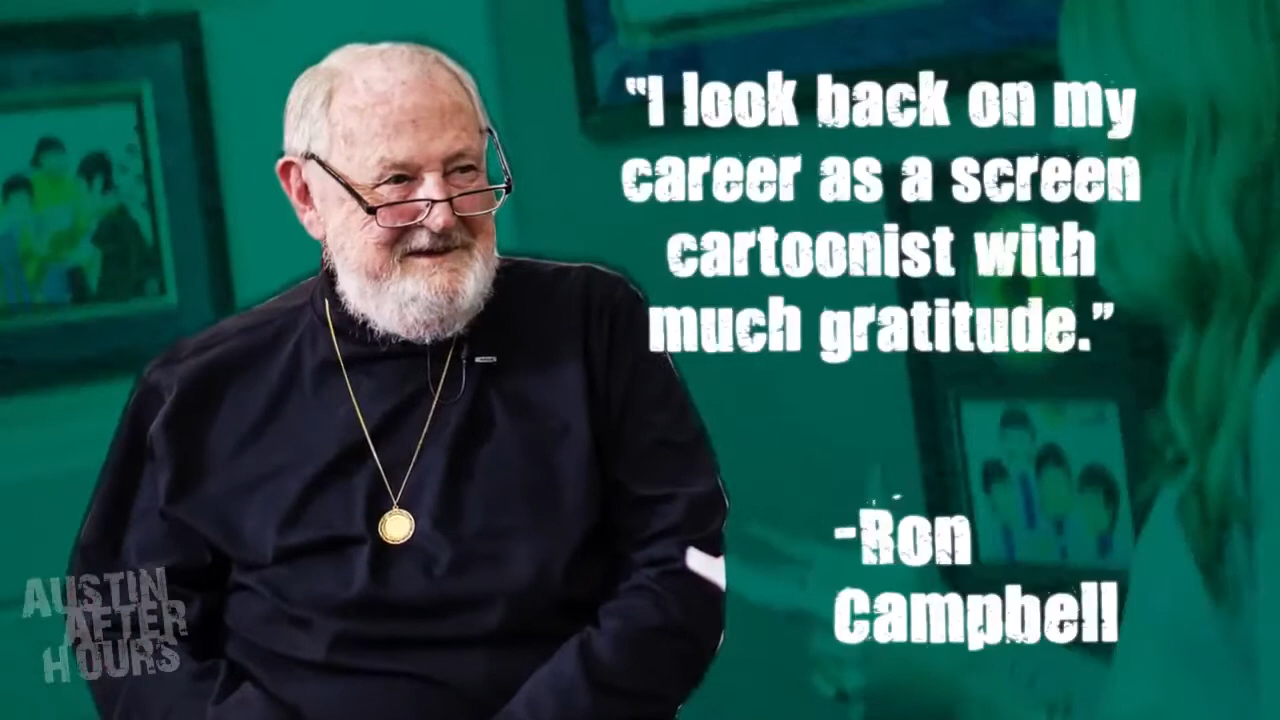 "I look back on my
career as a screen
cartoonist with
much gratitude."
-Ron
Campbell
AUSTIN
AFTER
HOURS